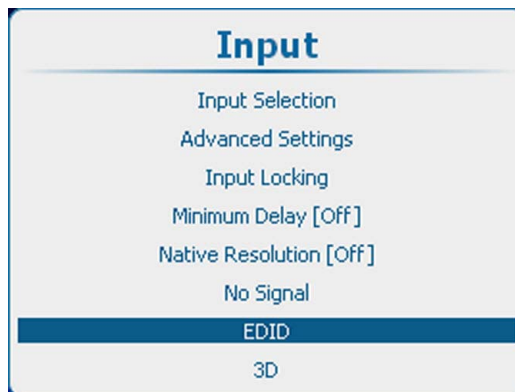 Input
Input Selection
Advanced Settings
Input Locking
Minimum Delay [Off]
Native Resolution [Off]
No Signal
EDID
3D